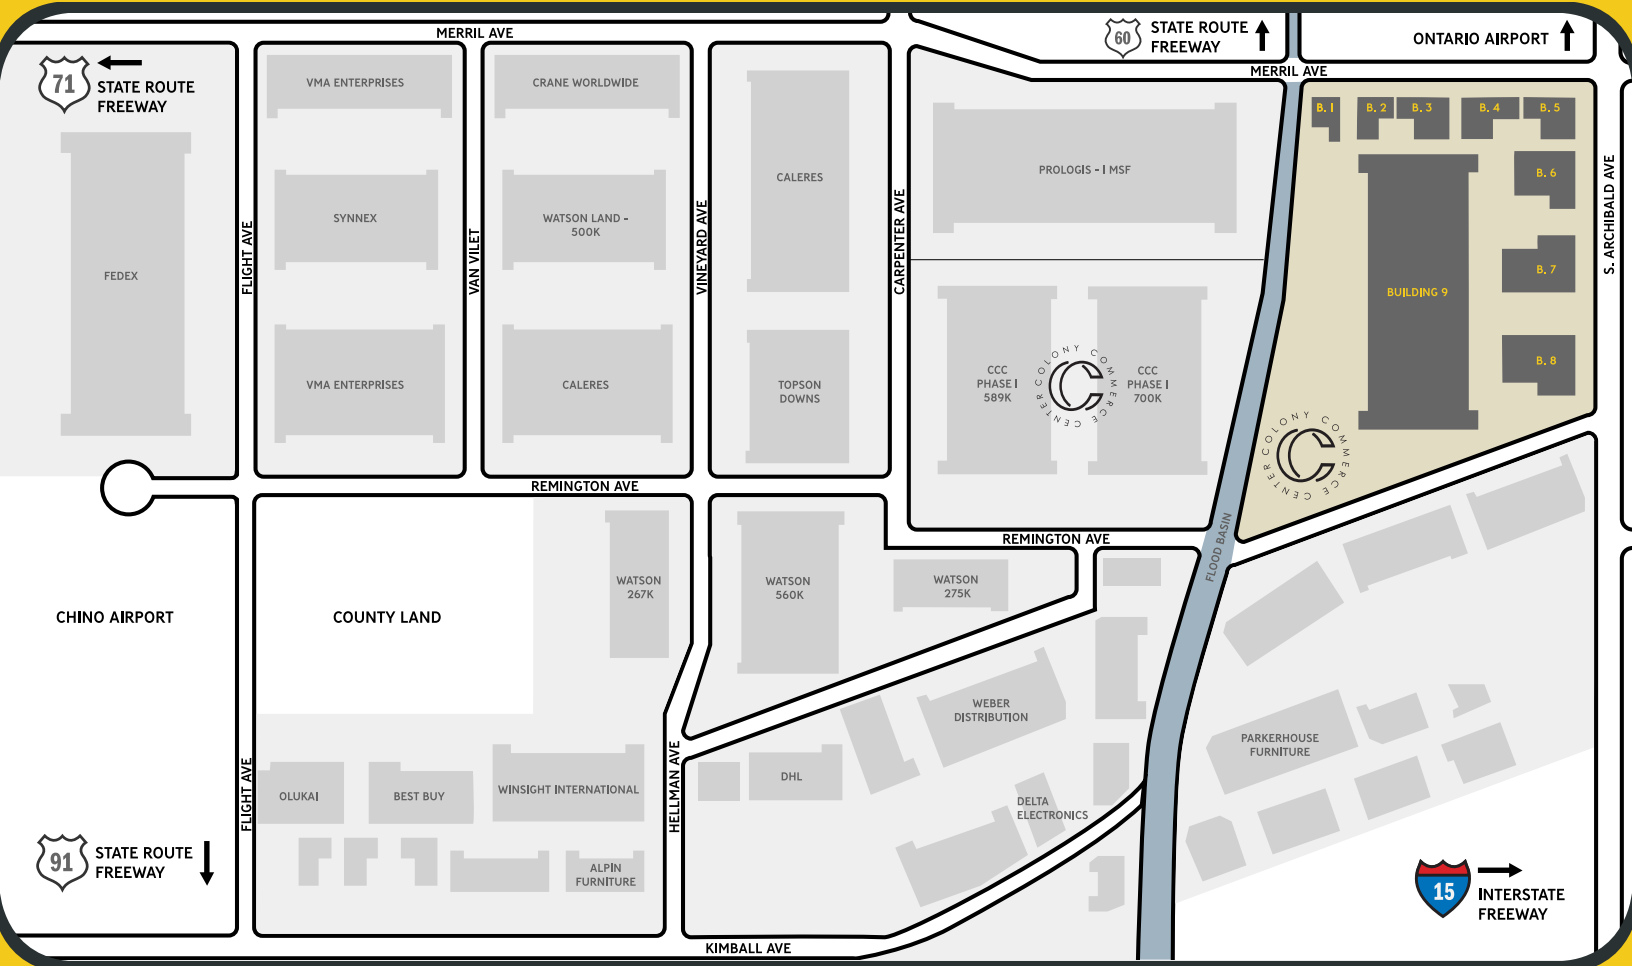 MERRIL AVE
60
STATE ROUTE
FREEWAY
ONTARIO AIRPORT
MERRIL AVE
71
STATE ROUTE
FREEWAY
VMA ENTERPRISES
CRANE WORLDWIDE
B. 1
B. 2
B. 3
B. 4
B. 5
CALERES
PROLOGIS - 1 MSF
B. 6
S. ARCHIBALD AVE
SYNNEX
WATSON LAND -
500K
FLIGHT AVE
VAN VILET
VINEYARD AVE
CARPENTER AVE
FEDEX
B. 7
BUILDING 9
VMA ENTERPRISES
CALERES
TOPSON
DOWNS
CCC
PHASE I
589K
COLONY COMMERCE CENTER
CCC
PHASE I
700K
B. 8
COLONY COMMERCE CENTER
REMINGTON AVE
REMINGTON AVE
FLOOD BASIN
WATSON
267K
WATSON
560K
WATSON
275K
CHINO AIRPORT
COUNTY LAND
WEBER
DISTRIBUTION
PARKERHOUSE
FURNITURE
FLIGHT AVE
HELLMAN AVE
OLUKAI
BEST BUY
WINSIGHT INTERNATIONAL
DHL
DELTA
ELECTRONICS
91
STATE ROUTE
FREEWAY
ALPIN
FURNITURE
15
INTERSTATE
FREEWAY
KIMBALL AVE